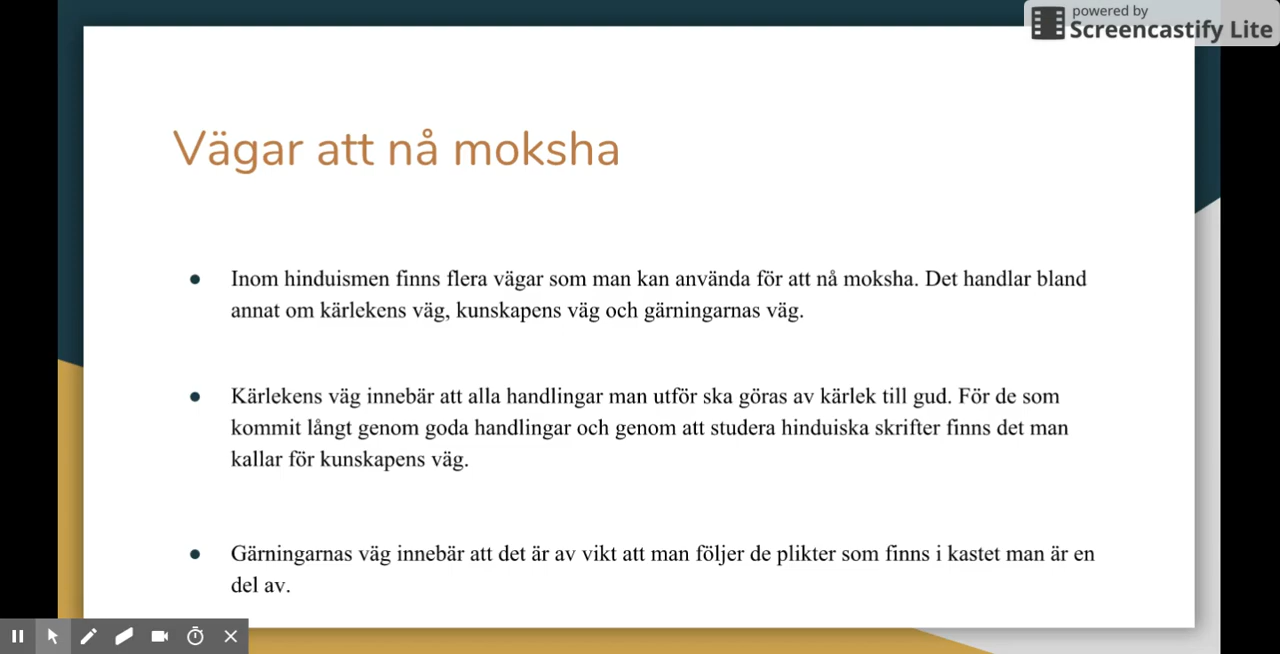 powered by
Screencastify Lite
Vägar att nå moksha
Inom hinduismen finns flera vägar som man kan använda för att nå moksha. Det handlar bland
annat om kärlekens väg, kunskapens väg och gärningarnas väg.
Kärlekens väg innebär att alla handlingar man utför ska göras av kärlek till gud. För de som
kommit långt genom goda handlingar och genom att studera hinduiska skrifter finns det man
kallar för kunskapens väg.
Gärningarnas väg innebär att det är av vikt att man följer de plikter som finns i kastet man är en
del av.